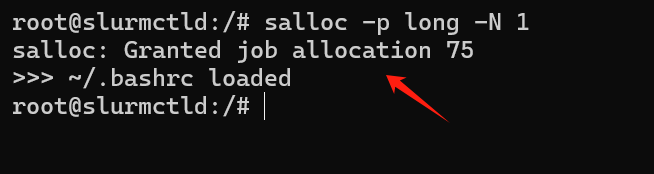 root@slurmctld:/# salloc -p long -N 1
salloc: Granted job allocation 75
>>> ~/.bashrc loaded
root@slurmctld:/#